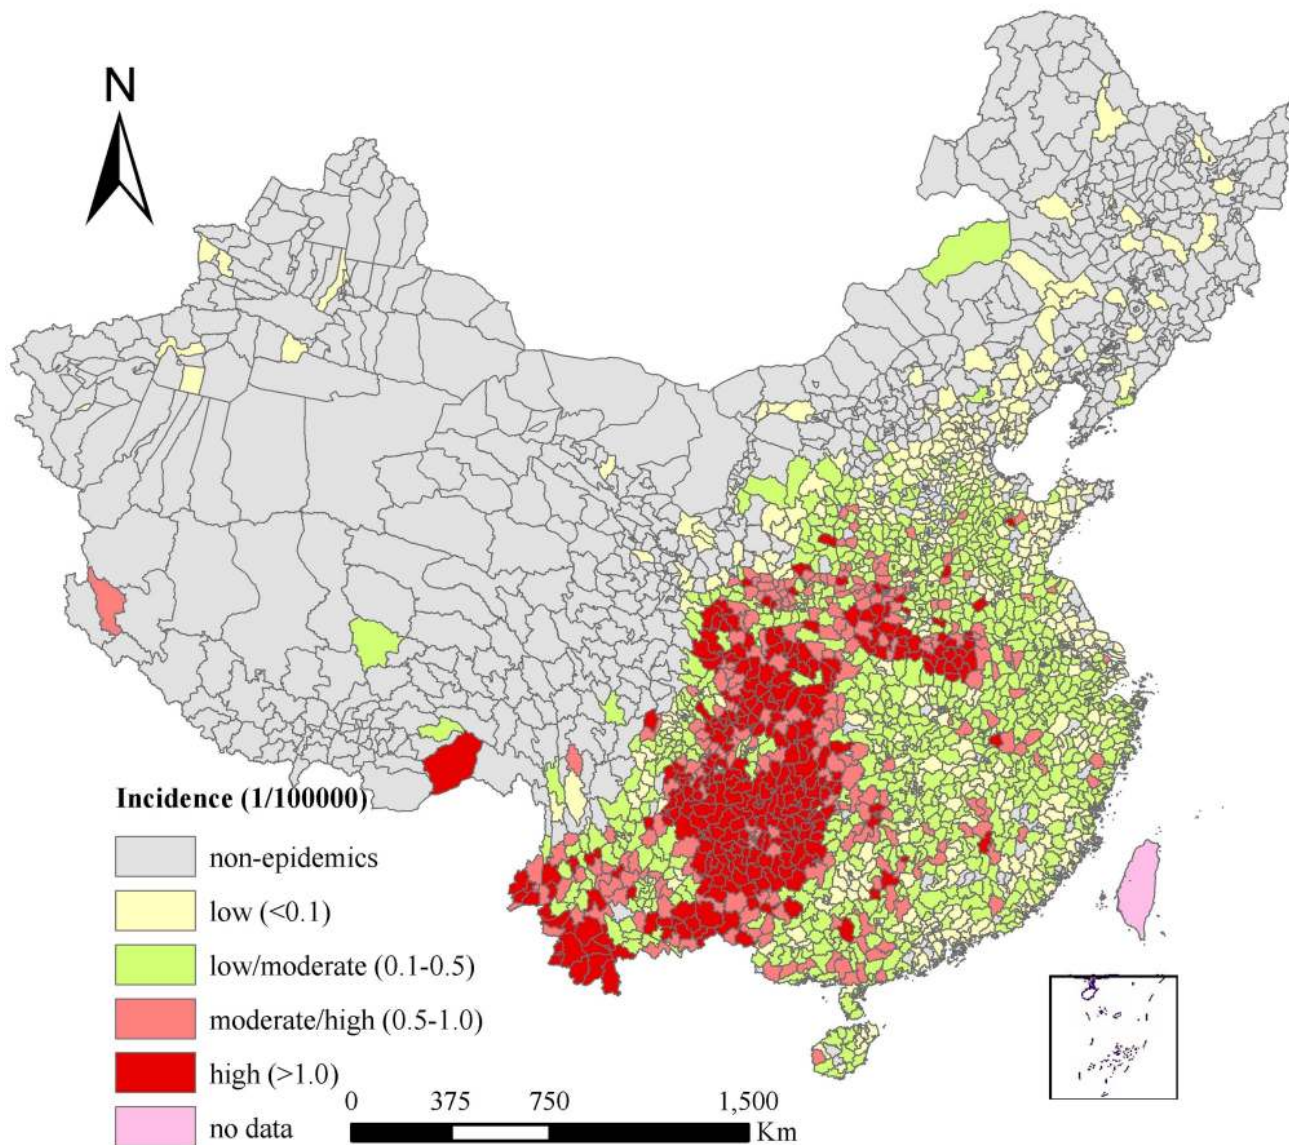 N
Incidence (1/100000)
non-epidemics
low (<0.1)
low/moderate (0.1-0.5)
moderate/high (0.5-1.0)
high (>1.0)
no data
0 375 750 1,500
Km